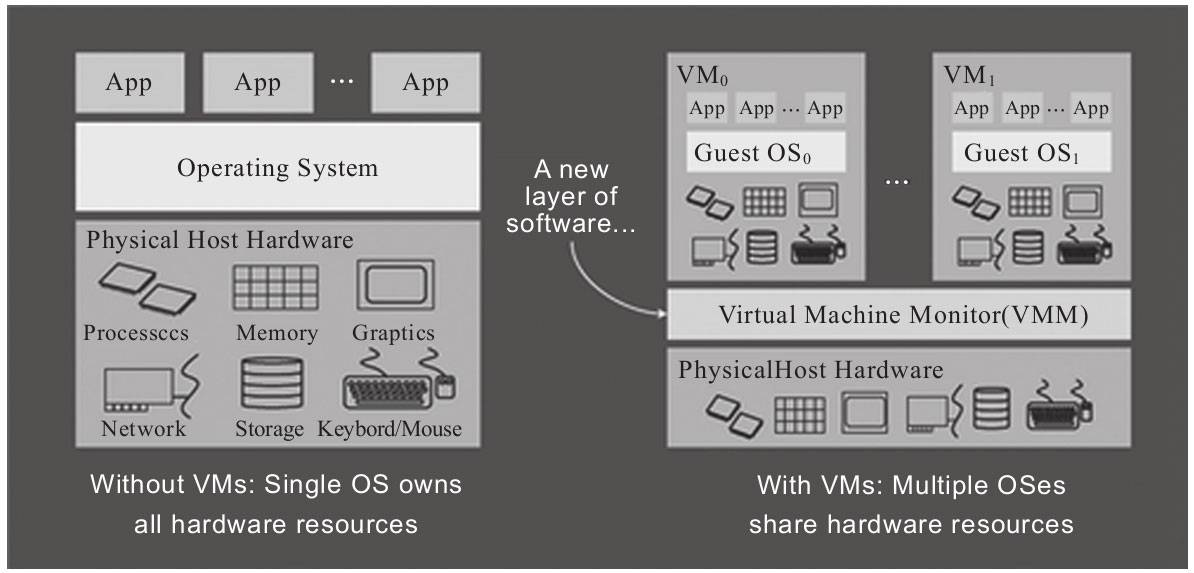 App App ... App
Operating System
Physical Host Hardware
Processccs Memory Graptics
Network Storage Keybord/Mouse
Without VMs: Single OS owns
all hardware resources
A new
layer of
software...
VM₀
App App ... App
Guest OS₀
...
VM₁
App App ... App
Guest OS₁
Virtual Machine Monitor(VMM)
PhysicalHost Hardware
With VMs: Multiple OSes
share hardware resources